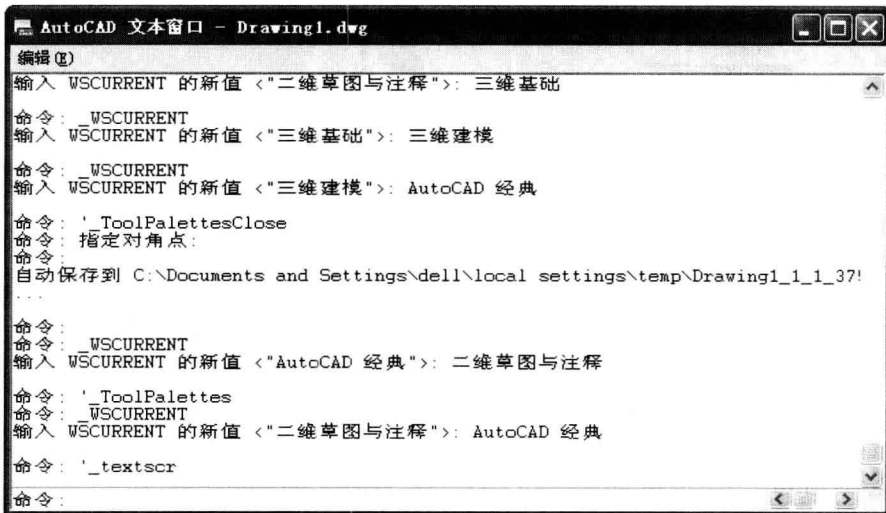 AutoCAD 文本窗口 - Drawing1.dwg
编辑(E)
输入 WSCURRENT 的新值 <"二维草图与注释">: 三维基础
命令: _WSCURRENT
输入 WSCURRENT 的新值 <"三维基础">: 三维建模
命令: _WSCURRENT
输入 WSCURRENT 的新值 <"三维建模">: AutoCAD 经典
命令: '_ToolPalettesClose
命令: 指定对角点:
命令:
自动保存到 C:\Documents and Settings\dell\local settings\temp\Drawing1_1_1_37!
...
命令:
命令: _WSCURRENT
输入 WSCURRENT 的新值 <"AutoCAD 经典">: 二维草图与注释
命令: '_ToolPalettes
命令: _WSCURRENT
输入 WSCURRENT 的新值 <"二维草图与注释">: AutoCAD 经典
命令: '_textscr
命令: